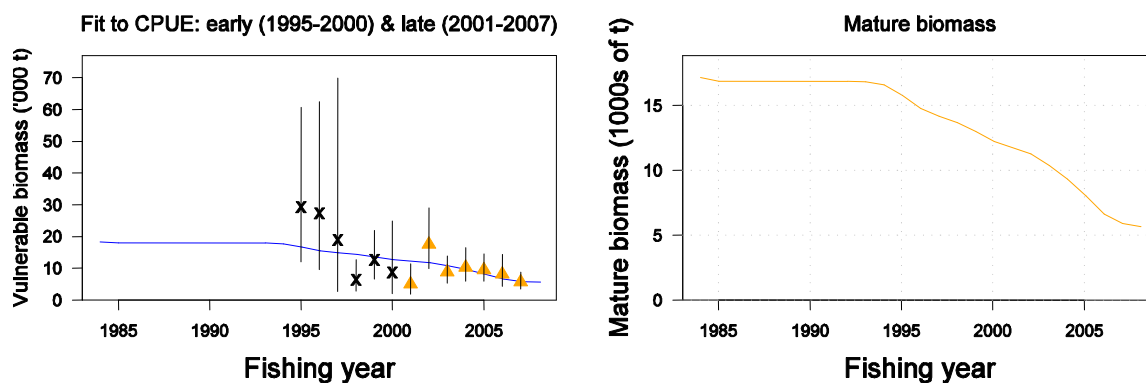 Fit to CPUE: early (1995-2000) & late (2001-2007)
Vulnerable biomass ('000 t)
70
60
50
40
30
20
10
0
1985 1990 1995 2000 2005
Fishing year
Mature biomass
Mature biomass (1000s of t)
15
10
5
0
1985 1990 1995 2000 2005
Fishing year